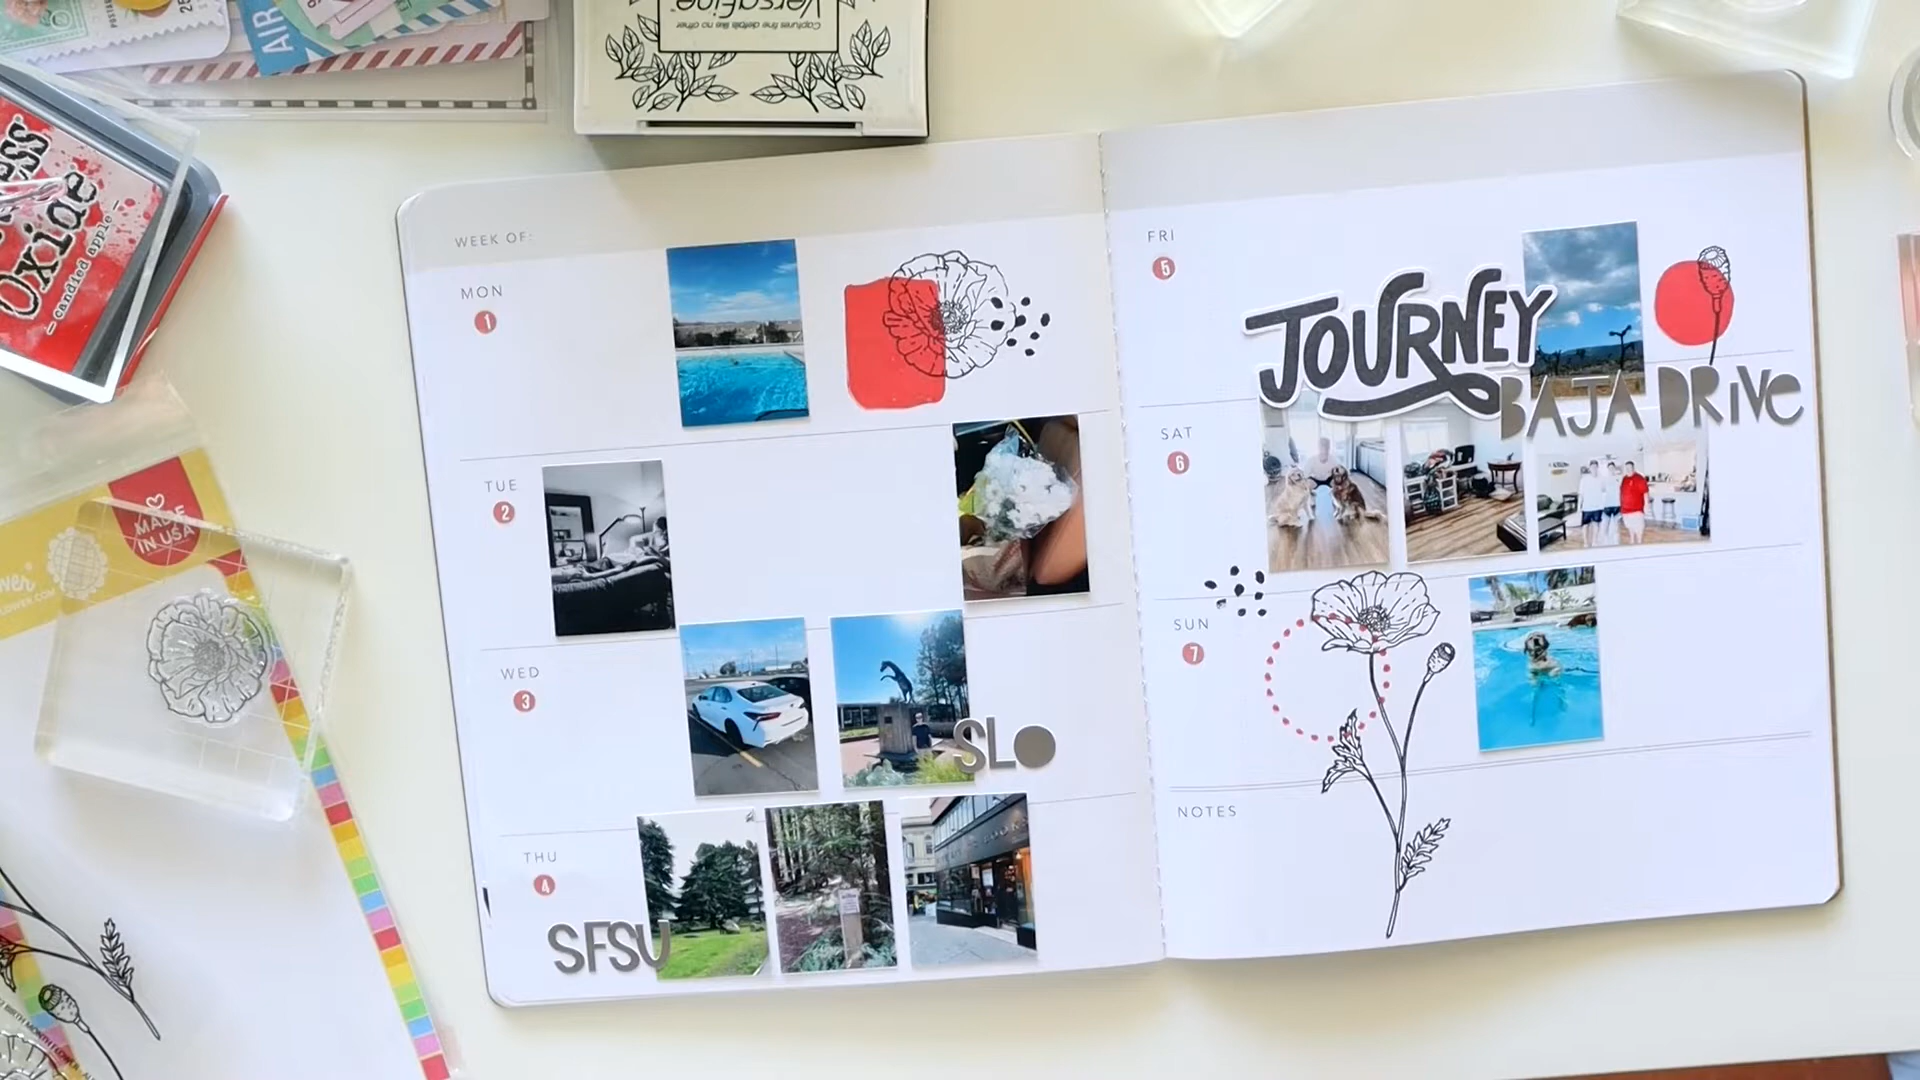 AIR
VersaFine
Captures fine details like no other
Oxide
candied apple
MADE
IN USA
WEEK OF:
MON
1
TUE
2
WED
3
SLO
THU
4
SFSU
FRI
5
JOURNEY
BAJA DRiVe
SAT
6
SUN
7
NOTES